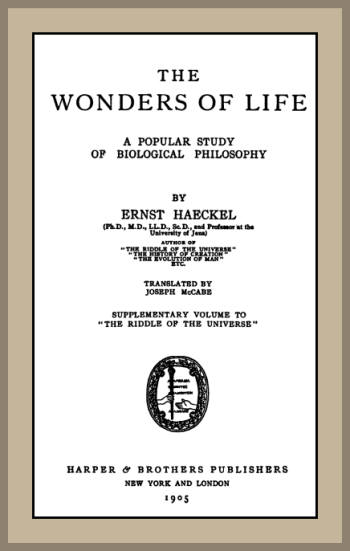 THE
WONDERS OF LIFE
A POPULAR STUDY
OF BIOLOGICAL PHILOSOPHY
BY
ERNST HAECKEL
(Ph.D., M.D., LL.D., Sc.D., and Professor at the
University of Jena)
AUTHOR OF
"THE RIDDLE OF THE UNIVERSE"
"THE HISTORY OF CREATION"
"THE EVOLUTION OF MAN"
ETC.
TRANSLATED BY
JOSEPH McCABE
SUPPLEMENTARY VOLUME TO
"THE RIDDLE OF THE UNIVERSE"
HARPER & BROTHERS PUBLISHERS
NEW YORK AND LONDON
1905